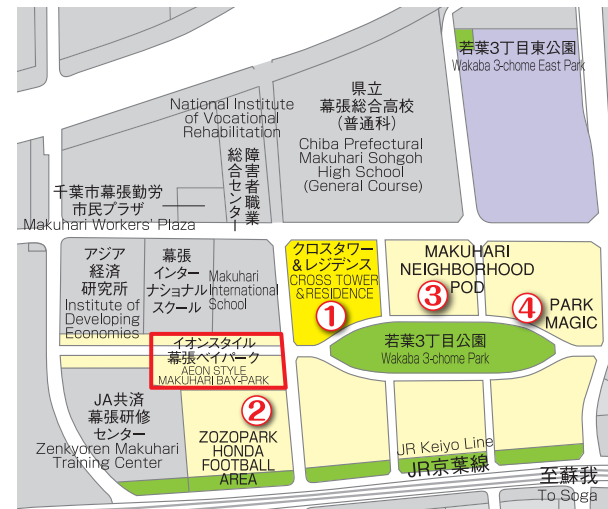 若葉3丁目東公園
Wakaba 3-chome East Park
県立
幕張総合高校
(普通科)
Chiba Prefectural
Makuhari Sohgoh
High School
(General Course)
National Institute
of Vocational
Rehabilitation
障害者職業
総合センター
千葉市幕張勤労
市民プラザ
Makuhari Workers' Plaza
アジア
経済
研究所
Institute of
Developing
Economies
幕張
インター
ナショナル
スクール
Makuhari
International
School
クロスタワー
&レジデンス
CROSS TOWER
&RESIDENCE
①
MAKUHARI
NEIGHBORHOOD
POD
③
④
PARK
MAGIC
若葉3丁目公園
Wakaba 3-chome Park
イオンスタイル
幕張ベイパーク
AEON STYLE
MAKUHARI BAY-PARK
②
ZOZOPARK
HONDA
FOOTBALL
AREA
JA共済
幕張研修
センター
Zenkyoren Makuhari
Training Center
JR Keiyo Line
JR京葉線
至蘇我
To Soga